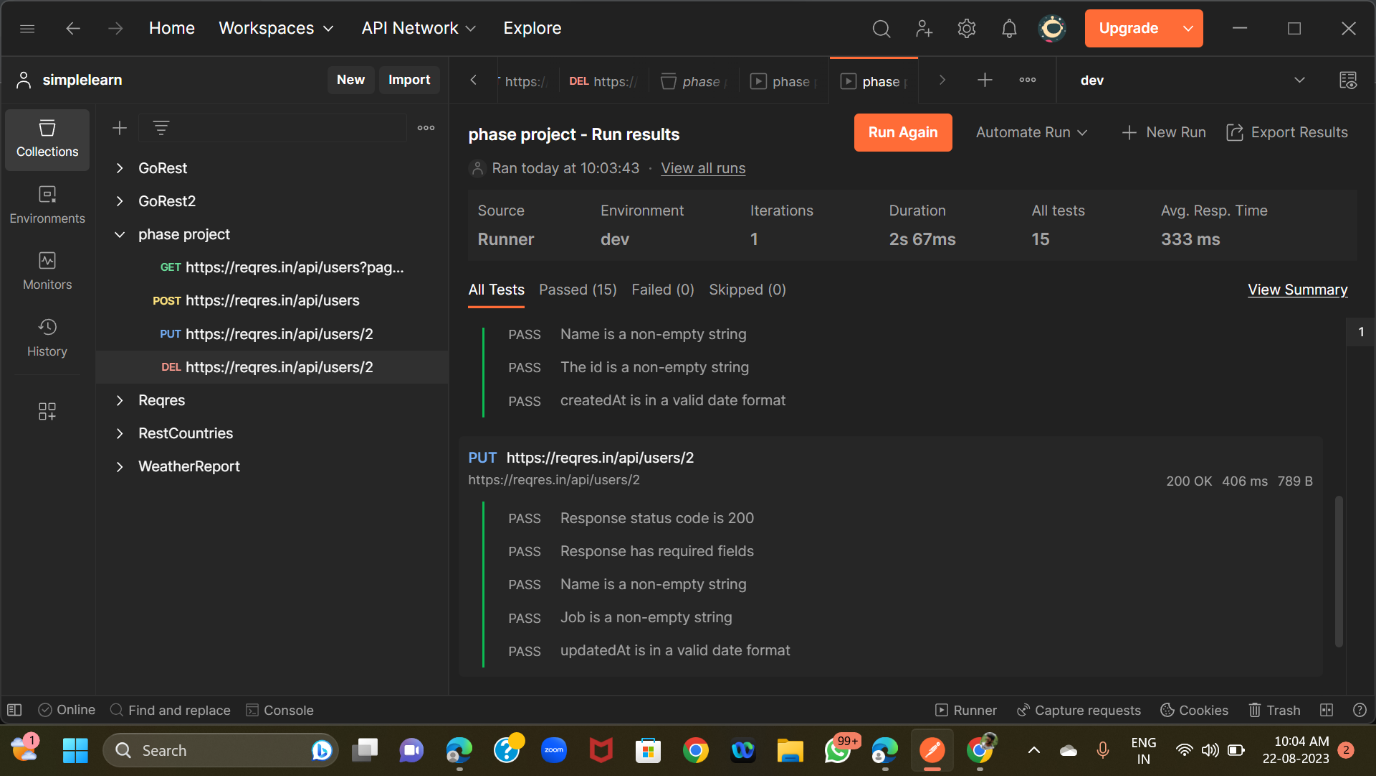 Home Workspaces API Network Explore Upgrade
simplelearn New Import https:/ DEL https:/ phase phase phase dev
Collections
Environments
Monitors
History
GoRest
GoRest2
phase project
GET https://reqres.in/api/users?pag...
POST https://reqres.in/api/users
PUT https://reqres.in/api/users/2
DEL https://reqres.in/api/users/2
Reqres
RestCountries
WeatherReport
phase project - Run results Run Again Automate Run New Run Export Results
Ran today at 10:03:43 · View all runs
Source Environment Iterations Duration All tests Avg. Resp. Time
Runner dev 1 2s 67ms 15 333 ms
All Tests Passed (15) Failed (0) Skipped (0) View Summary
1
PASS Name is a non-empty string
PASS The id is a non-empty string
PASS createdAt is in a valid date format
PUT https://reqres.in/api/users/2
https://reqres.in/api/users/2 200 OK 406 ms 789 B
PASS Response status code is 200
PASS Response has required fields
PASS Name is a non-empty string
PASS Job is a non-empty string
PASS updatedAt is in a valid date format
Online Find and replace Console Runner Capture requests Cookies Trash
1 Search zoom 99+ ENG 10:04 AM 2
IN 22-08-2023